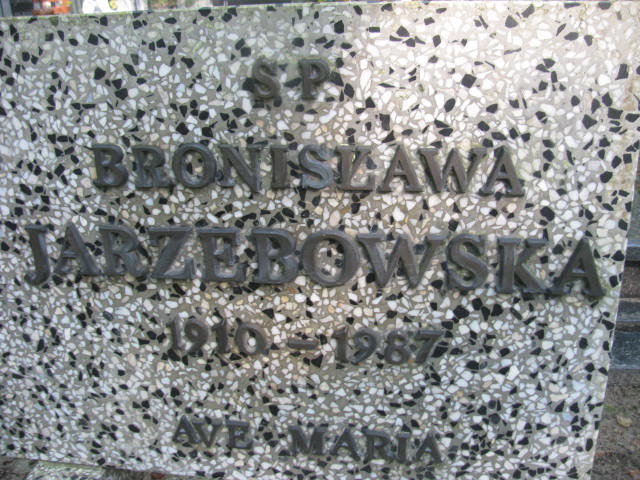 Ś.P.
BRONISŁAWA
JARZĘBOWSKA
1910 - 1987
AVE MARIA